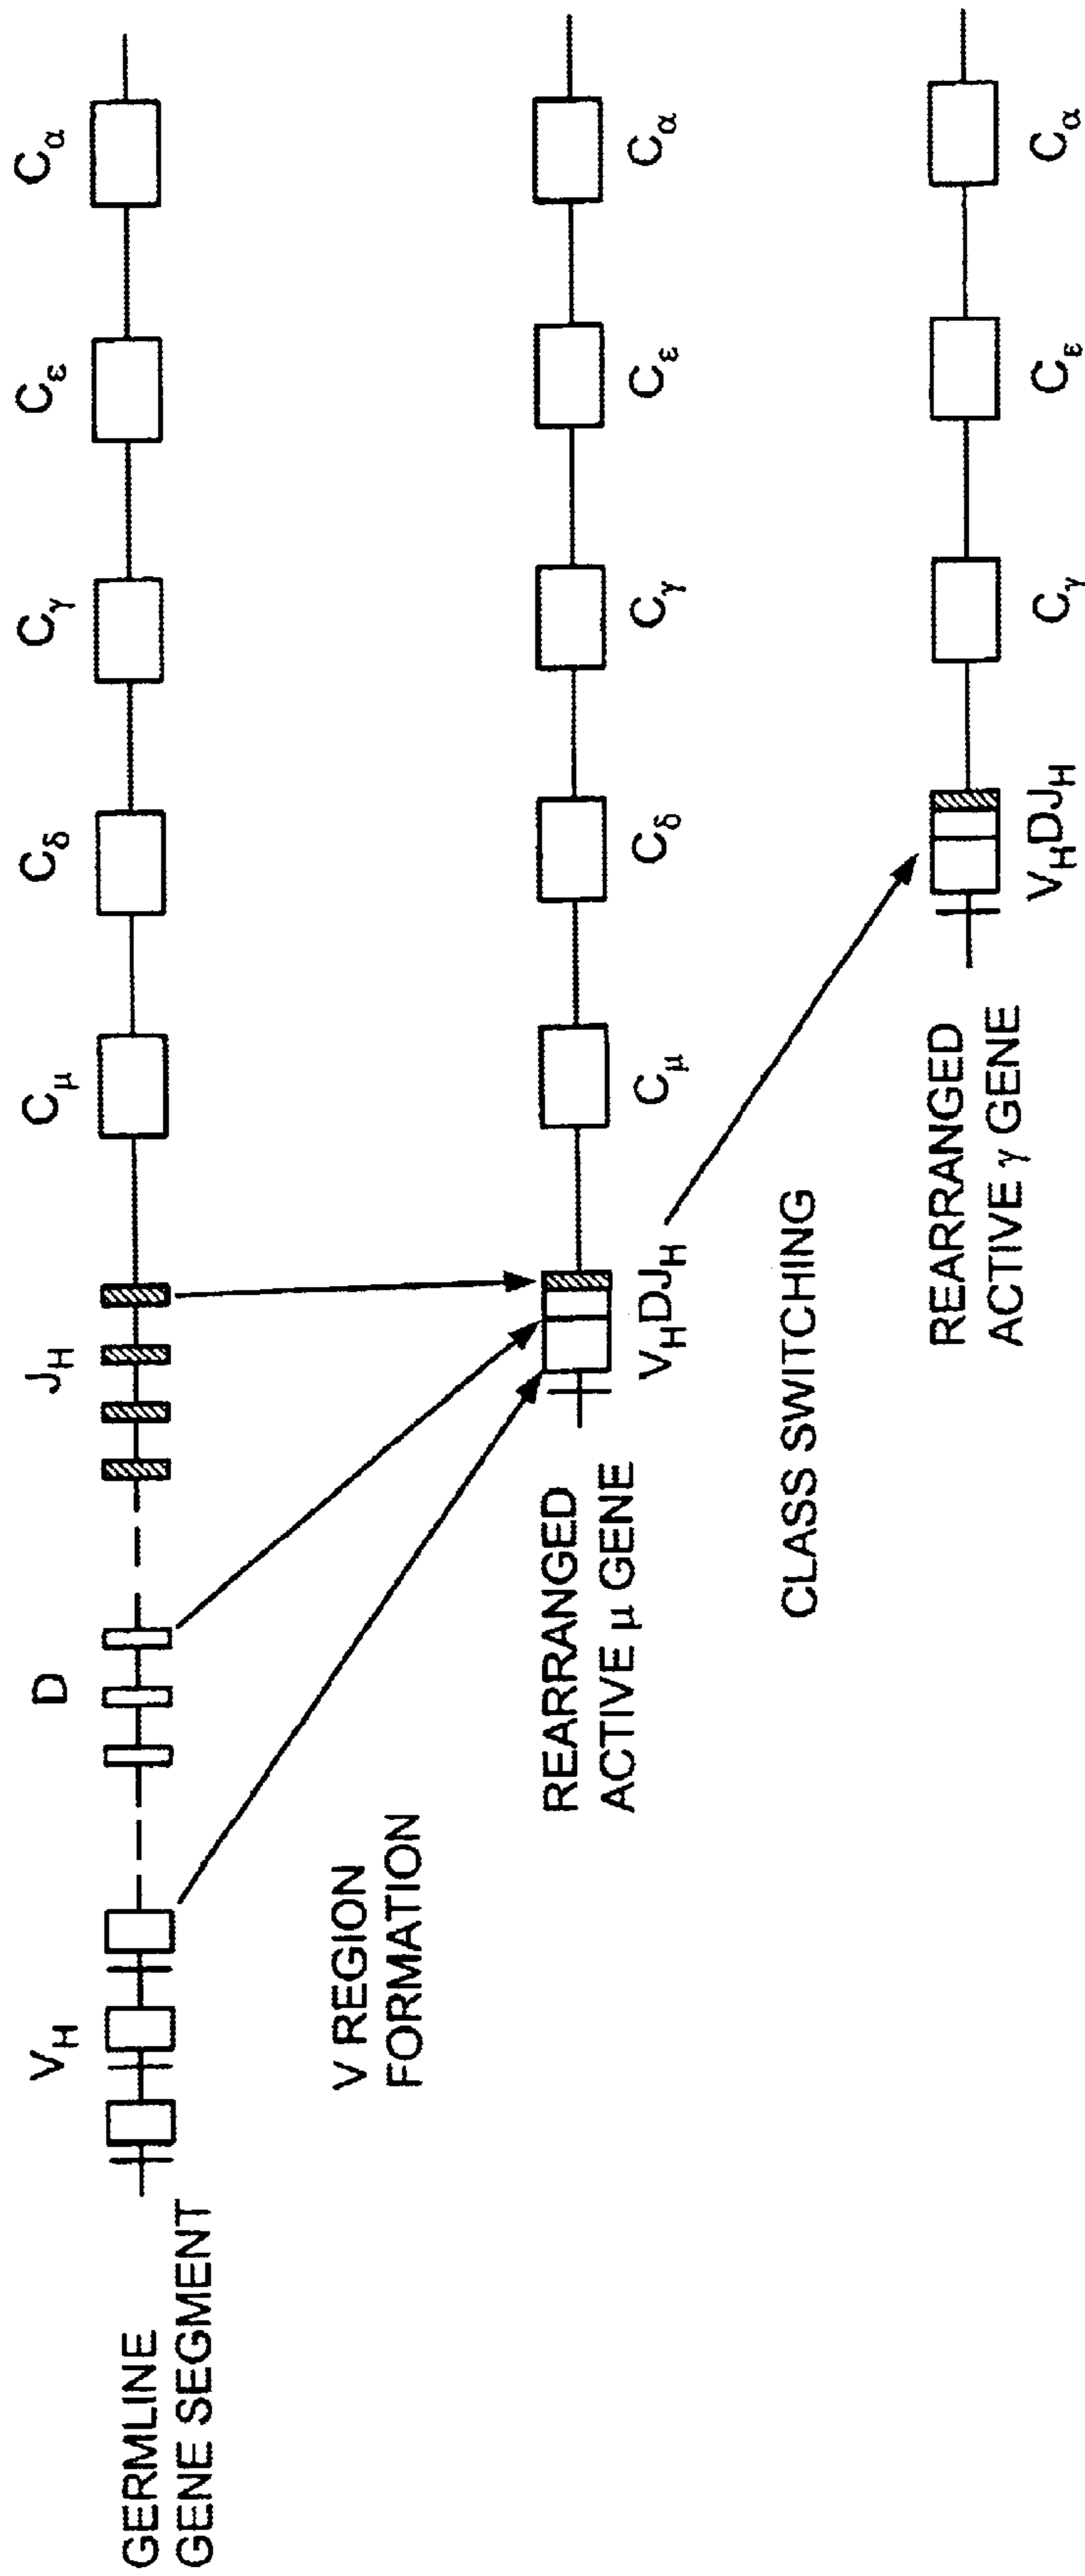 GERMLINE
GENE SEGMENT
V_H
D
J_H
C_μ
C_δ
C_γ
C_ε
C_α
V REGION
FORMATION
REARRANGED
ACTIVE μ GENE
V_HDJ_H
C_μ
C_δ
C_γ
C_ε
C_α
CLASS SWITCHING
REARRANGED
ACTIVE γ GENE
V_HDJ_H
C_γ
C_ε
C_α